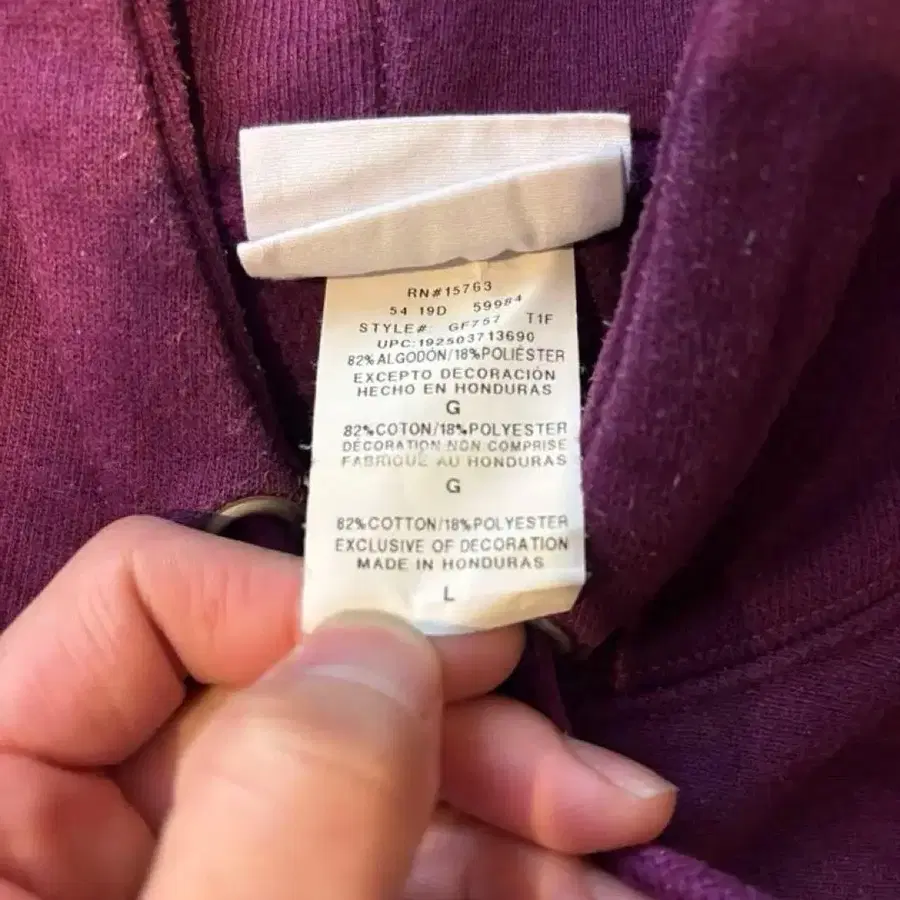 RN#15763
54 19D 59984
STYLE#: GF757 T1F
UPC:192503713690
82%ALGODÓN/18%POLIÉSTER
EXCEPTO DECORACIÓN
HECHO EN HONDURAS
G
82%COTON/18%POLYESTER
DÉCORATION NON COMPRISE
FABRIQUÉ AU HONDURAS
G
82%COTTON/18%POLYESTER
EXCLUSIVE OF DECORATION
MADE IN HONDURAS
L